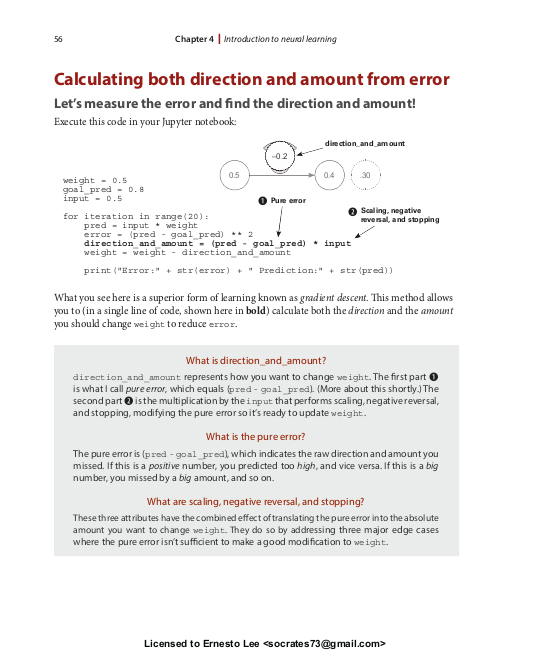 56
Chapter 4 | Introduction to neural learning
Calculating both direction and amount from error
Let's measure the error and find the direction and amount!
Execute this code in your Jupyter notebook:
direction_and_amount
–0.2
0.5
0.4
.30
1 Pure error
2 Scaling, negative
reversal, and stopping
weight = 0.5
goal_pred = 0.8
input = 0.5
for iteration in range(20):
pred = input * weight
error = (pred - goal_pred) ** 2
direction_and_amount = (pred - goal_pred) * input
weight = weight - direction_and_amount
print("Error:" + str(error) + " Prediction:" + str(pred))
What you see here is a superior form of learning known as gradient descent. This method allows
you to (in a single line of code, shown here in bold) calculate both the direction and the amount
you should change weight to reduce error.
What is direction_and_amount?
direction_and_amount represents how you want to change weight. The first part 1
is what I call pure error, which equals (pred - goal_pred). (More about this shortly.) The
second part 2 is the multiplication by the input that performs scaling, negative reversal,
and stopping, modifying the pure error so it's ready to update weight.
What is the pure error?
The pure error is (pred - goal_pred), which indicates the raw direction and amount you
missed. If this is a positive number, you predicted too high, and vice versa. If this is a big
number, you missed by a big amount, and so on.
What are scaling, negative reversal, and stopping?
These three attributes have the combined effect of translating the pure error into the absolute
amount you want to change weight. They do so by addressing three major edge cases
where the pure error isn't sufficient to make a good modification to weight.
Licensed to Ernesto Lee <socrates73@gmail.com>